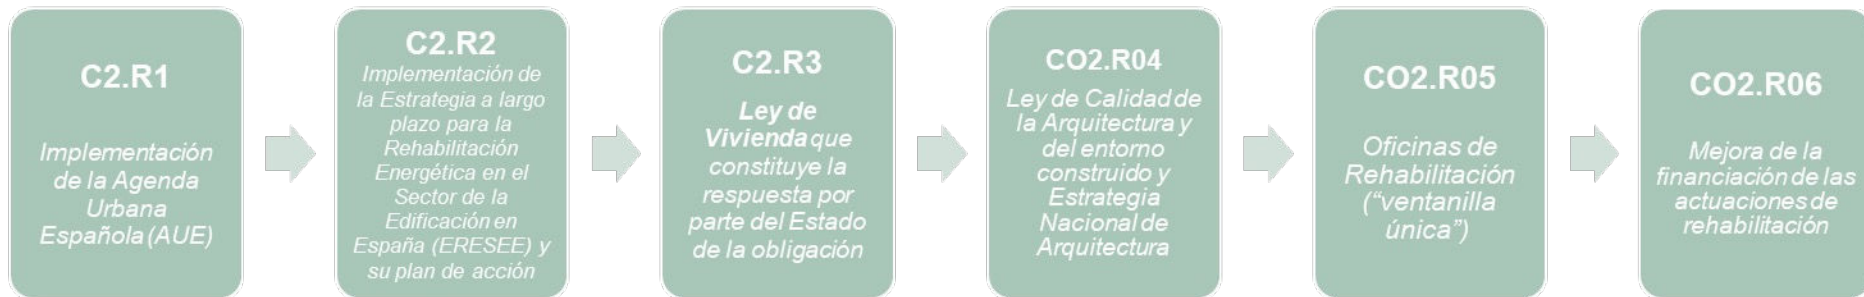 C2.R1
Implementación
de la Agenda
Urbana
Española (AUE)
C2.R2
Implementación de
la Estrategia a largo
plazo para la
Rehabilitación
Energética en el
Sector de la
Edificación en
España (ERESEE) y
su plan de acción
C2.R3
Ley de
Vivienda que
constituye la
respuesta por
parte del Estado
de la obligación
CO2.R04
Ley de Calidad de
la Arquitectura y
del entorno
construido y
Estrategia
Nacional de
Arquitectura
CO2.R05
Oficinas de
Rehabilitación
(“ventanilla
única”)
CO2.R06
Mejora de la
financiación de las
actuaciones de
rehabilitación